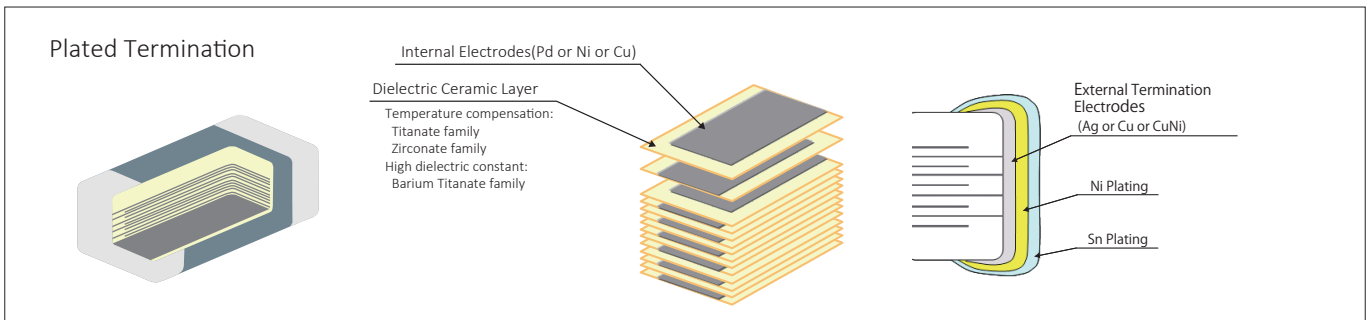 Plated Termination
Internal Electrodes(Pd or Ni or Cu)
Dielectric Ceramic Layer
Temperature compensation:
Titanate family
Zirconate family
High dielectric constant:
Barium Titanate family
External Termination
Electrodes
(Ag or Cu or CuNi)
Ni Plating
Sn Plating